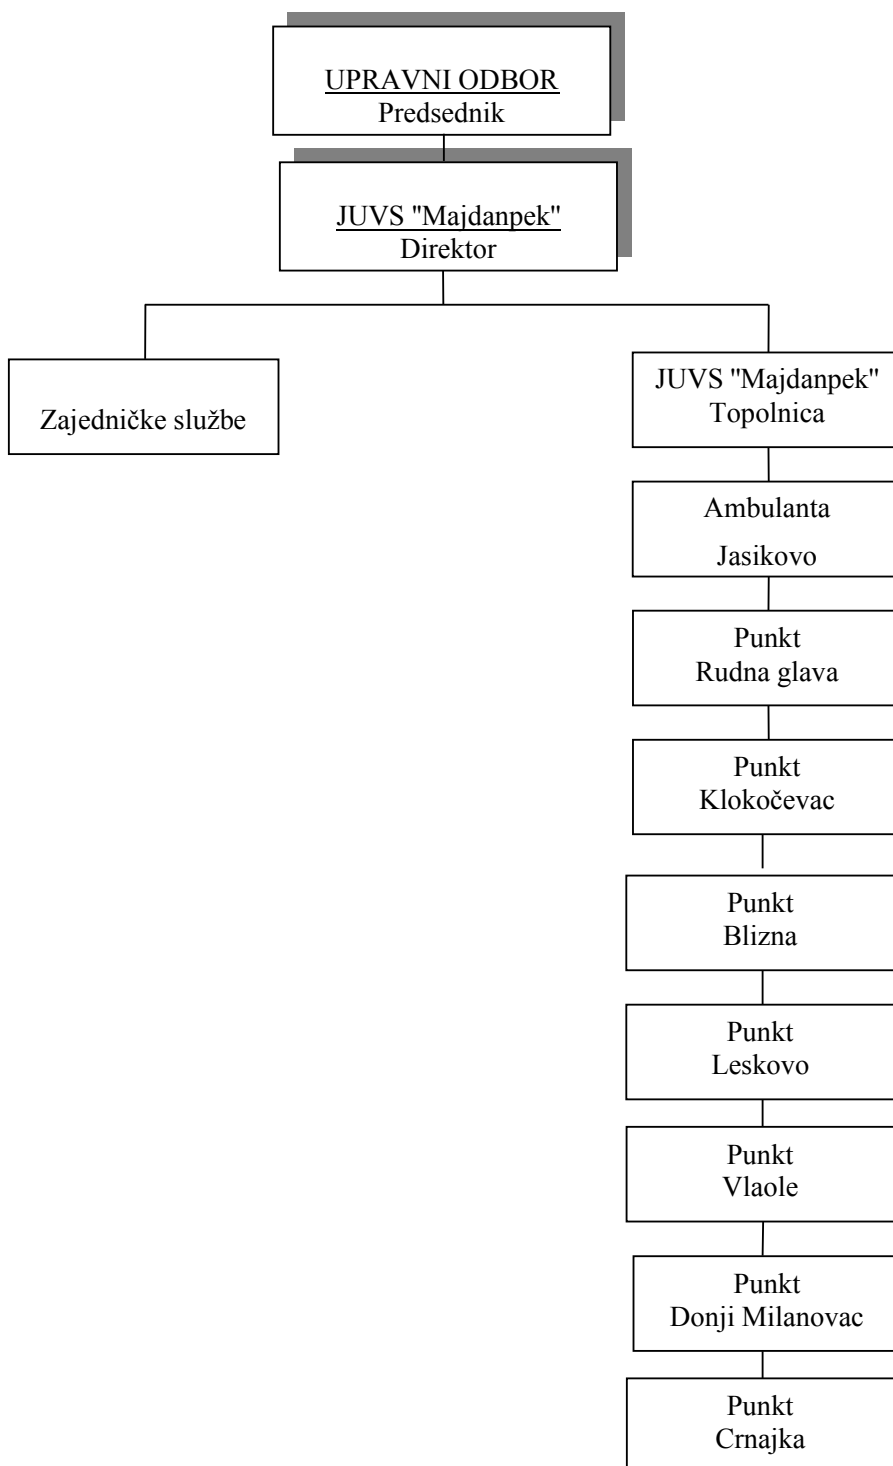 UPRAVNI ODBOR
Predsednik
JUVS "Majdanpek"
Direktor
Zajedničke službe
JUVS "Majdanpek"
Topolnica
Ambulanta
Jasikovo
Punkt
Rudna glava
Punkt
Klokočevac
Punkt
Blizna
Punkt
Leskovo
Punkt
Vlaole
Punkt
Donji Milanovac
Punkt
Crnajka